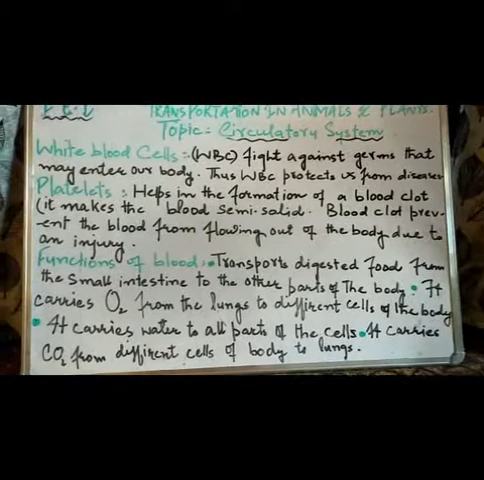 TRANSPORTATION IN ANIMALS & PLANTS.
Topic:- Circulatory System
White blood Cells :- (WBC) fight against germs that
may enter our body. Thus WBC protects us from diseases
Platelets : Helps in the formation of a blood clot
(it makes the blood semi-solid. Blood clot prev-
-ent the blood from flowing out of the body due to
an injury.
Functions of blood. • Transports digested food from
the small intestine to the other parts of the body • It
carries O2 from the lungs to diffirent cells of the body
• It carries water to all parts of the cells • It carries
CO2 from diffirent cells of body to lungs.